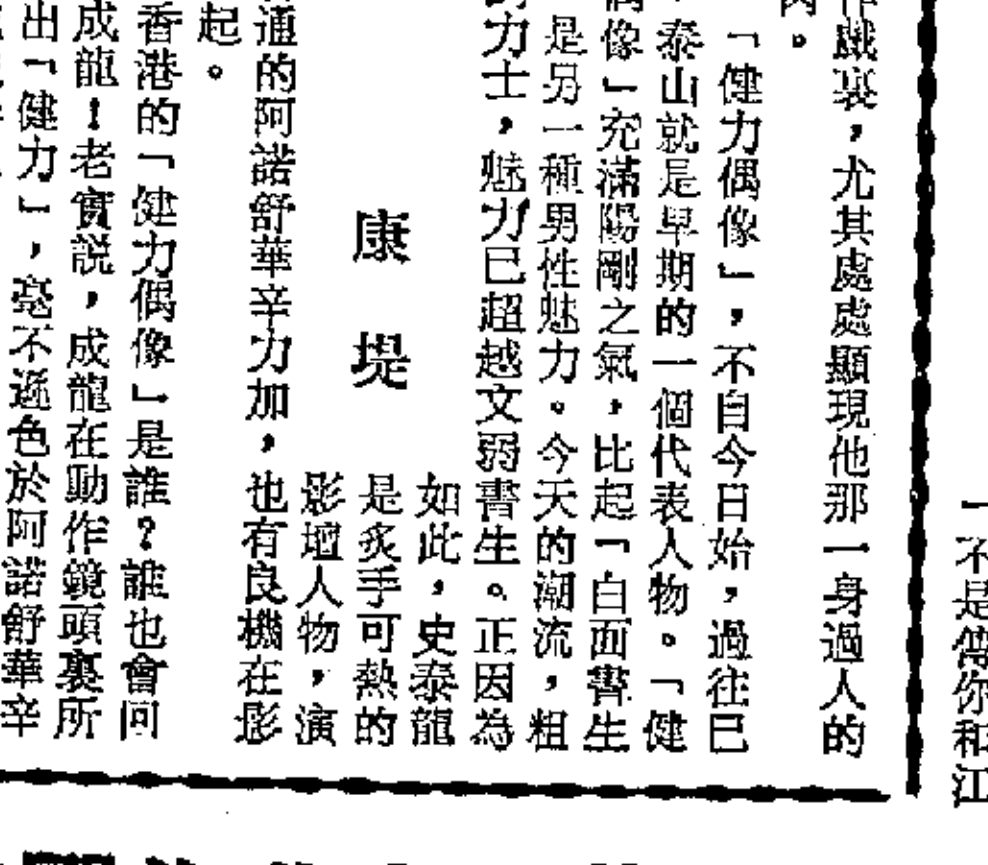 戲裏，尤其處處顯現他那一身過人的
肉。
「健力偶像」，不自今日始，過往已
，泰山就是早期的一個代表人物。「健
偶像」充滿陽剛之氣，比起「白面書生
是另一種男性魅力。今天的潮流，粗
力士，魅力已超越文弱書生。正因為
如此，史泰龍
是炙手可熱的
影壇人物，演
康堤
通的阿諾舒華辛力加，也有良機在影
起。
香港的「健力偶像」是誰？誰也會回
成龍！老實説，成龍在動作鏡頭裏所
出「健力」，毫不遜色於阿諾舒華辛
不是傳你和江